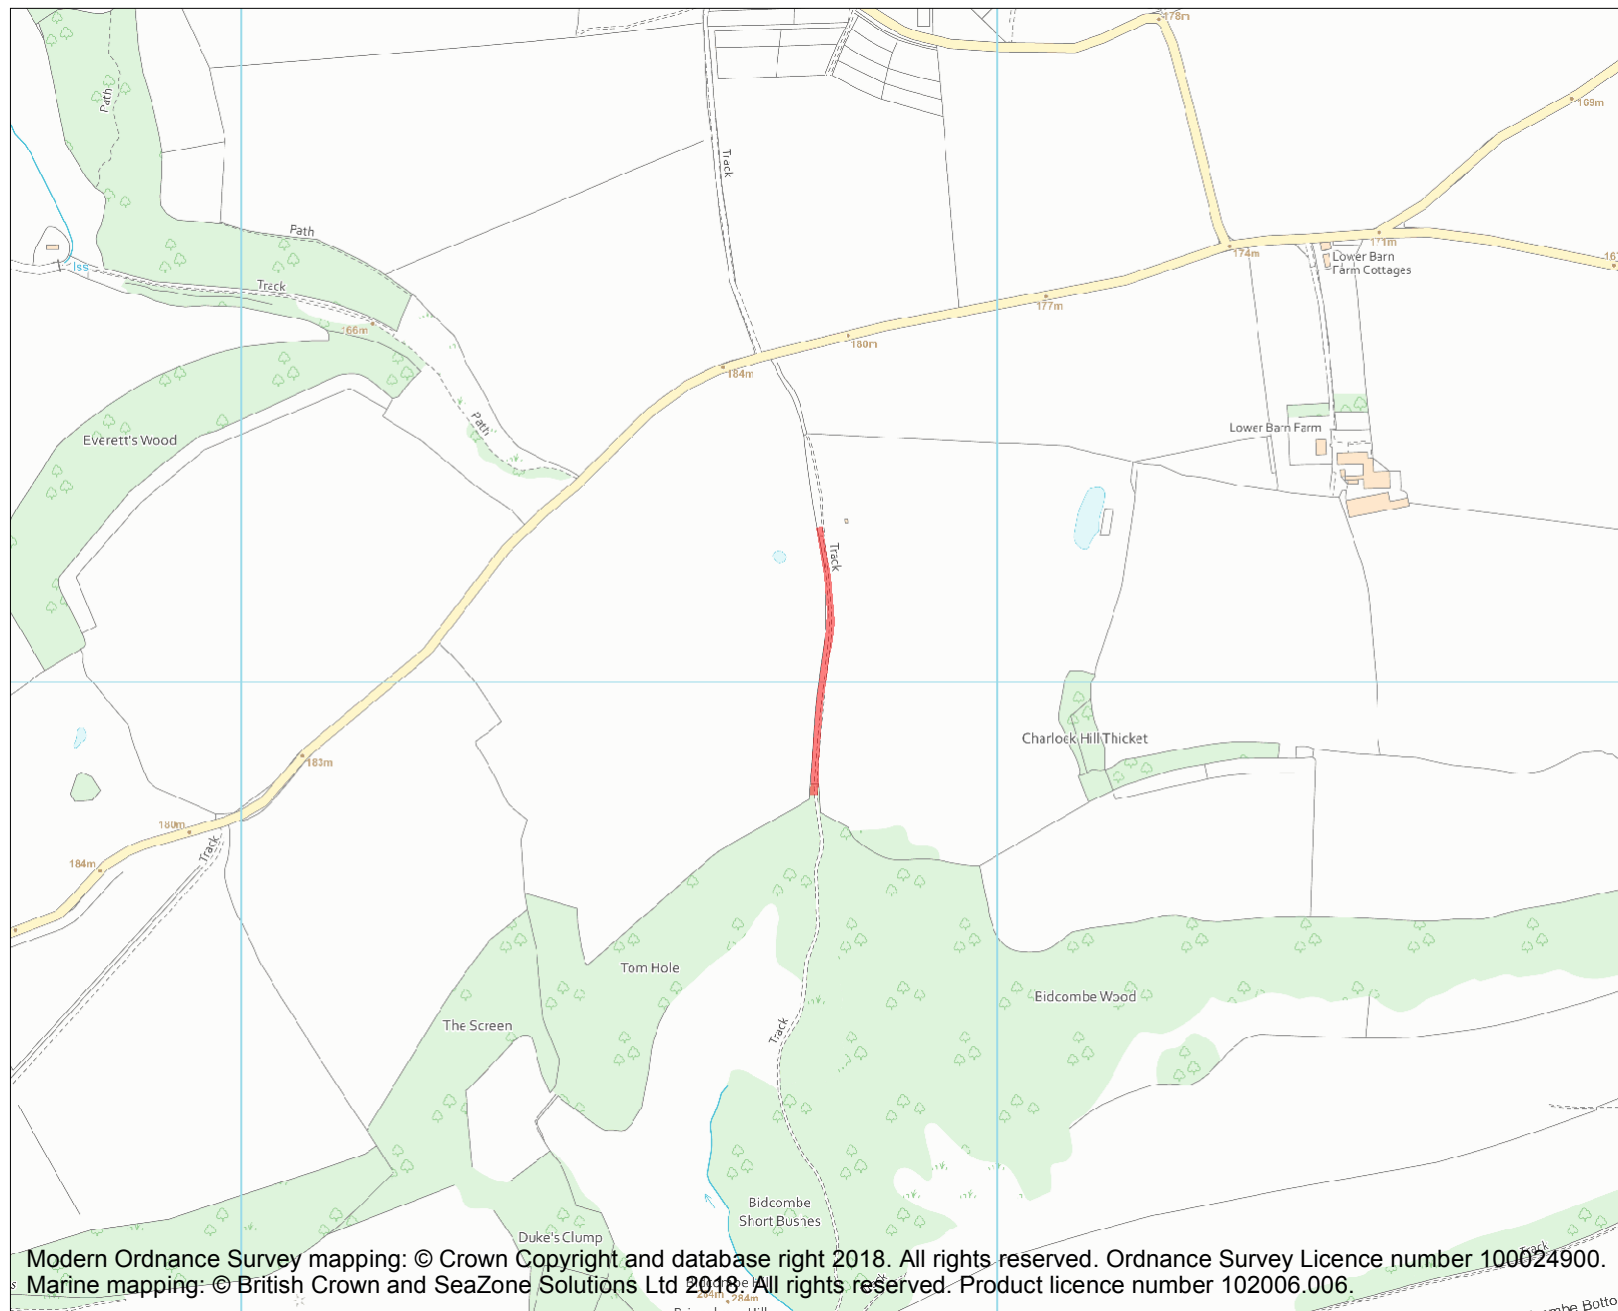 178m
Path
169m
Track
Path
174m
171m
Lower Barn
Farm Cottages
Iss
Track
177m
166m
180m
184m
Path
Lower Barn Farm
Everett's Wood
Track
Charlock Hill Thicket
183m
180m
Track
184m
Tom Hole
Bidcombe Wood
The Screen
Track
Bidcombe
Short Bushes
Duke's Clump
Track
Modern Ordnance Survey mapping: © Crown Copyright and database right 2018. All rights reserved. Ordnance Survey Licence number 100024900.
Marine mapping: © British Crown and SeaZone Solutions Ltd 2018. All rights reserved. Product licence number 102006.006.
284m